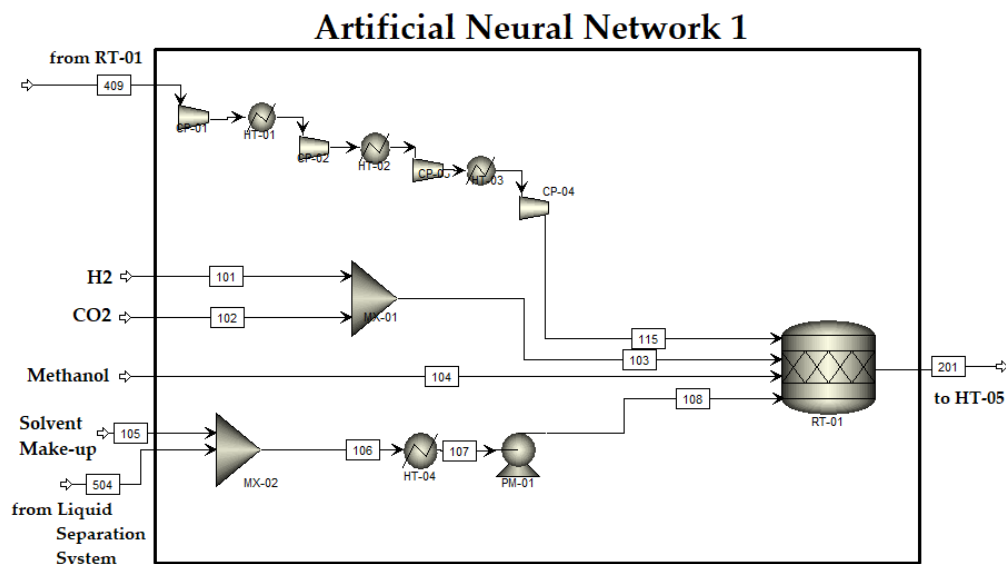 Artificial Neural Network 1
from RT-01
409
CP-01
HT-01
CP-02
HT-02
CP-03
HT-03
CP-04
H2
101
CO2
102
MX-01
115
103
Methanol
104
RT-01
201
to HT-05
Solvent
Make-up
105
504
from Liquid
Separation
System
MX-02
106
HT-04
107
PM-01
108